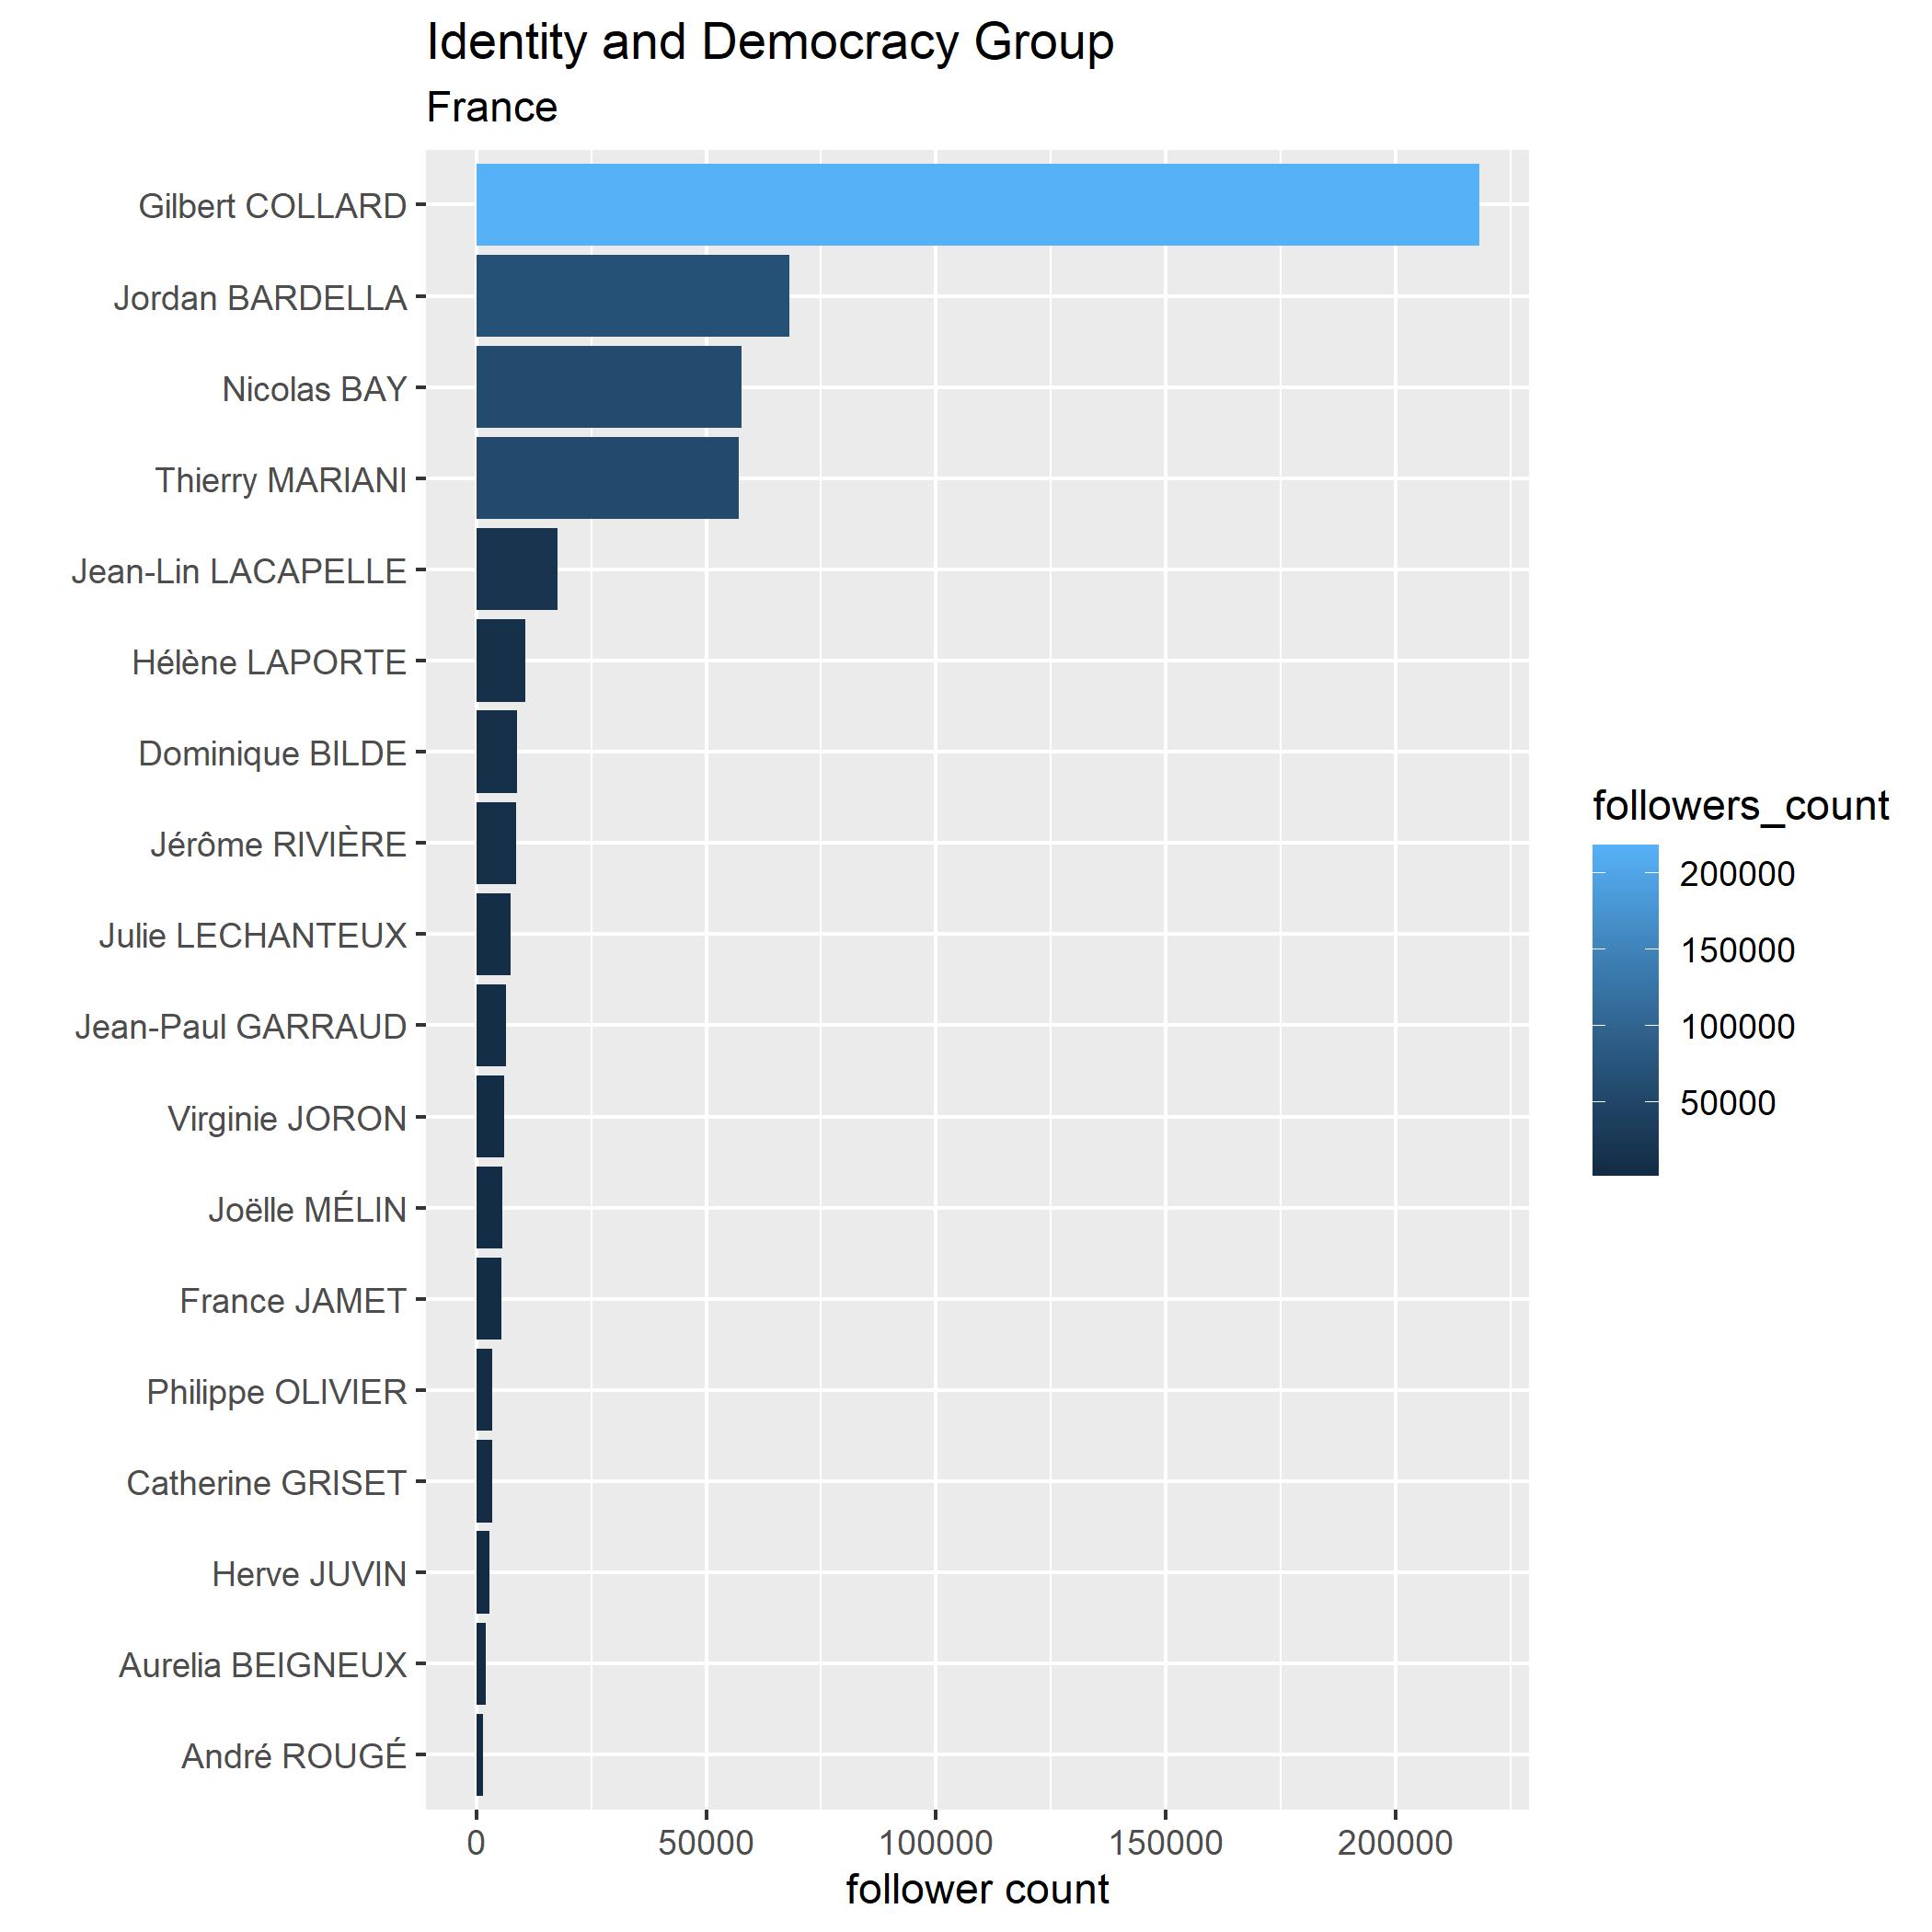 Identity and Democracy Group
France
Gilbert COLLARD
Jordan BARDELLA
Nicolas BAY
Thierry MARIANI
Jean-Lin LACAPELLE
Hélène LAPORTE
Dominique BILDE
Jérôme RIVIÈRE
Julie LECHANTEUX
Jean-Paul GARRAUD
Virginie JORON
Joëlle MÉLIN
France JAMET
Philippe OLIVIER
Catherine GRISET
Herve JUVIN
Aurelia BEIGNEUX
André ROUGÉ
0 50000 100000 150000 200000
follower count
followers_count
200000
150000
100000
50000